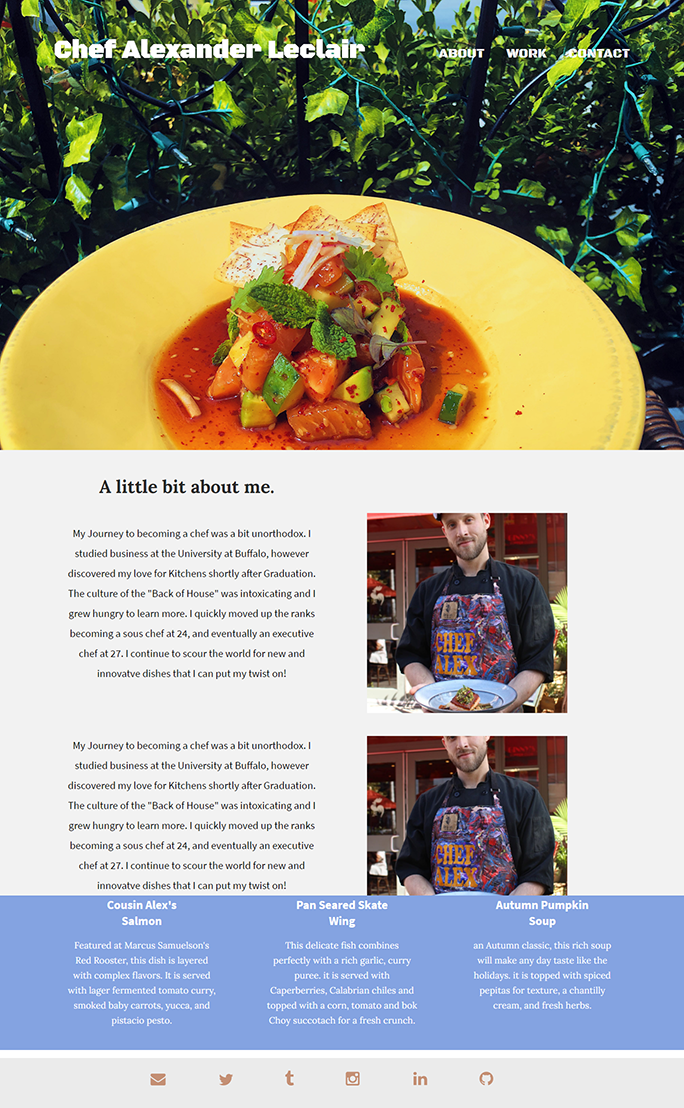 Chef Alexander Leclair
ABOUT WORK CONTACT
A little bit about me.
My Journey to becoming a chef was a bit unorthodox. I
studied business at the University at Buffalo, however
discovered my love for Kitchens shortly after Graduation.
The culture of the "Back of House" was intoxicating and I
grew hungry to learn more. I quickly moved up the ranks
becoming a sous chef at 24, and eventually an executive
chef at 27. I continue to scour the world for new and
innovatve dishes that I can put my twist on!
CHEF
ALEX
My Journey to becoming a chef was a bit unorthodox. I
studied business at the University at Buffalo, however
discovered my love for Kitchens shortly after Graduation.
The culture of the "Back of House" was intoxicating and I
grew hungry to learn more. I quickly moved up the ranks
becoming a sous chef at 24, and eventually an executive
chef at 27. I continue to scour the world for new and
innovatve dishes that I can put my twist on!
CHEF
ALEX
Cousin Alex's
Salmon
Featured at Marcus Samuelson's
Red Rooster, this dish is layered
with complex flavors. It is served
with lager fermented tomato curry,
smoked baby carrots, yucca, and
pistacio pesto.
Pan Seared Skate
Wing
This delicate fish combines
perfectly with a rich garlic, curry
puree. it is served with
Caperberries, Calabrian chiles and
topped with a corn, tomato and bok
Choy succotach for a fresh crunch.
Autumn Pumpkin
Soup
an Autumn classic, this rich soup
will make any day taste like the
holidays. it is topped with spiced
pepitas for texture, a chantilly
cream, and fresh herbs.